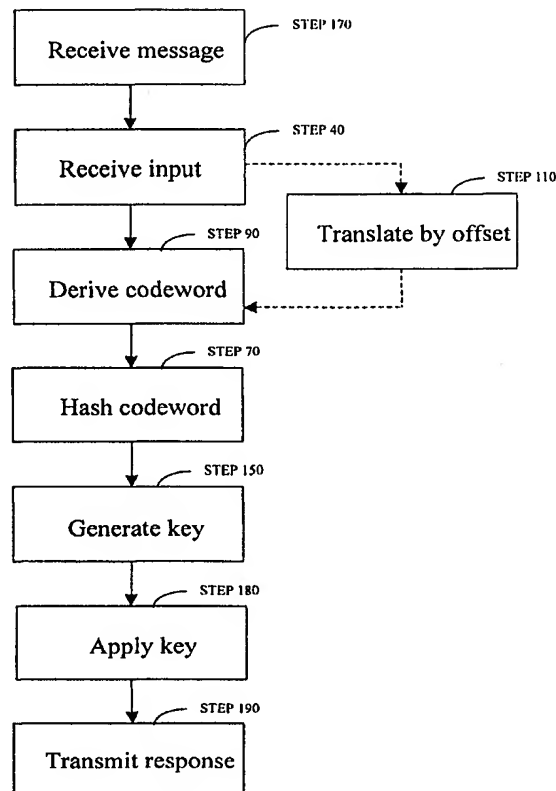 STEP 170
Receive message
STEP 40
Receive input
STEP 110
Translate by offset
STEP 90
Derive codeword
STEP 70
Hash codeword
STEP 150
Generate key
STEP 180
Apply key
STEP 190
Transmit response